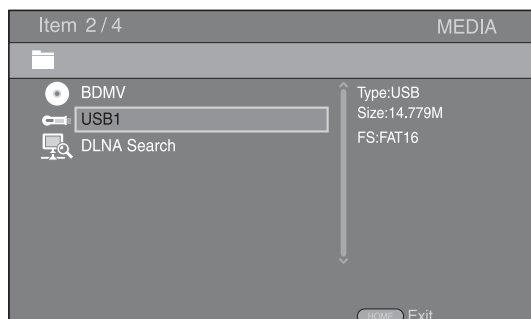 Item 2/4 MEDIA
BDMV
USB1
DLNA Search
Type:USB
Size:14.779M
FS:FAT16
HOME Exit